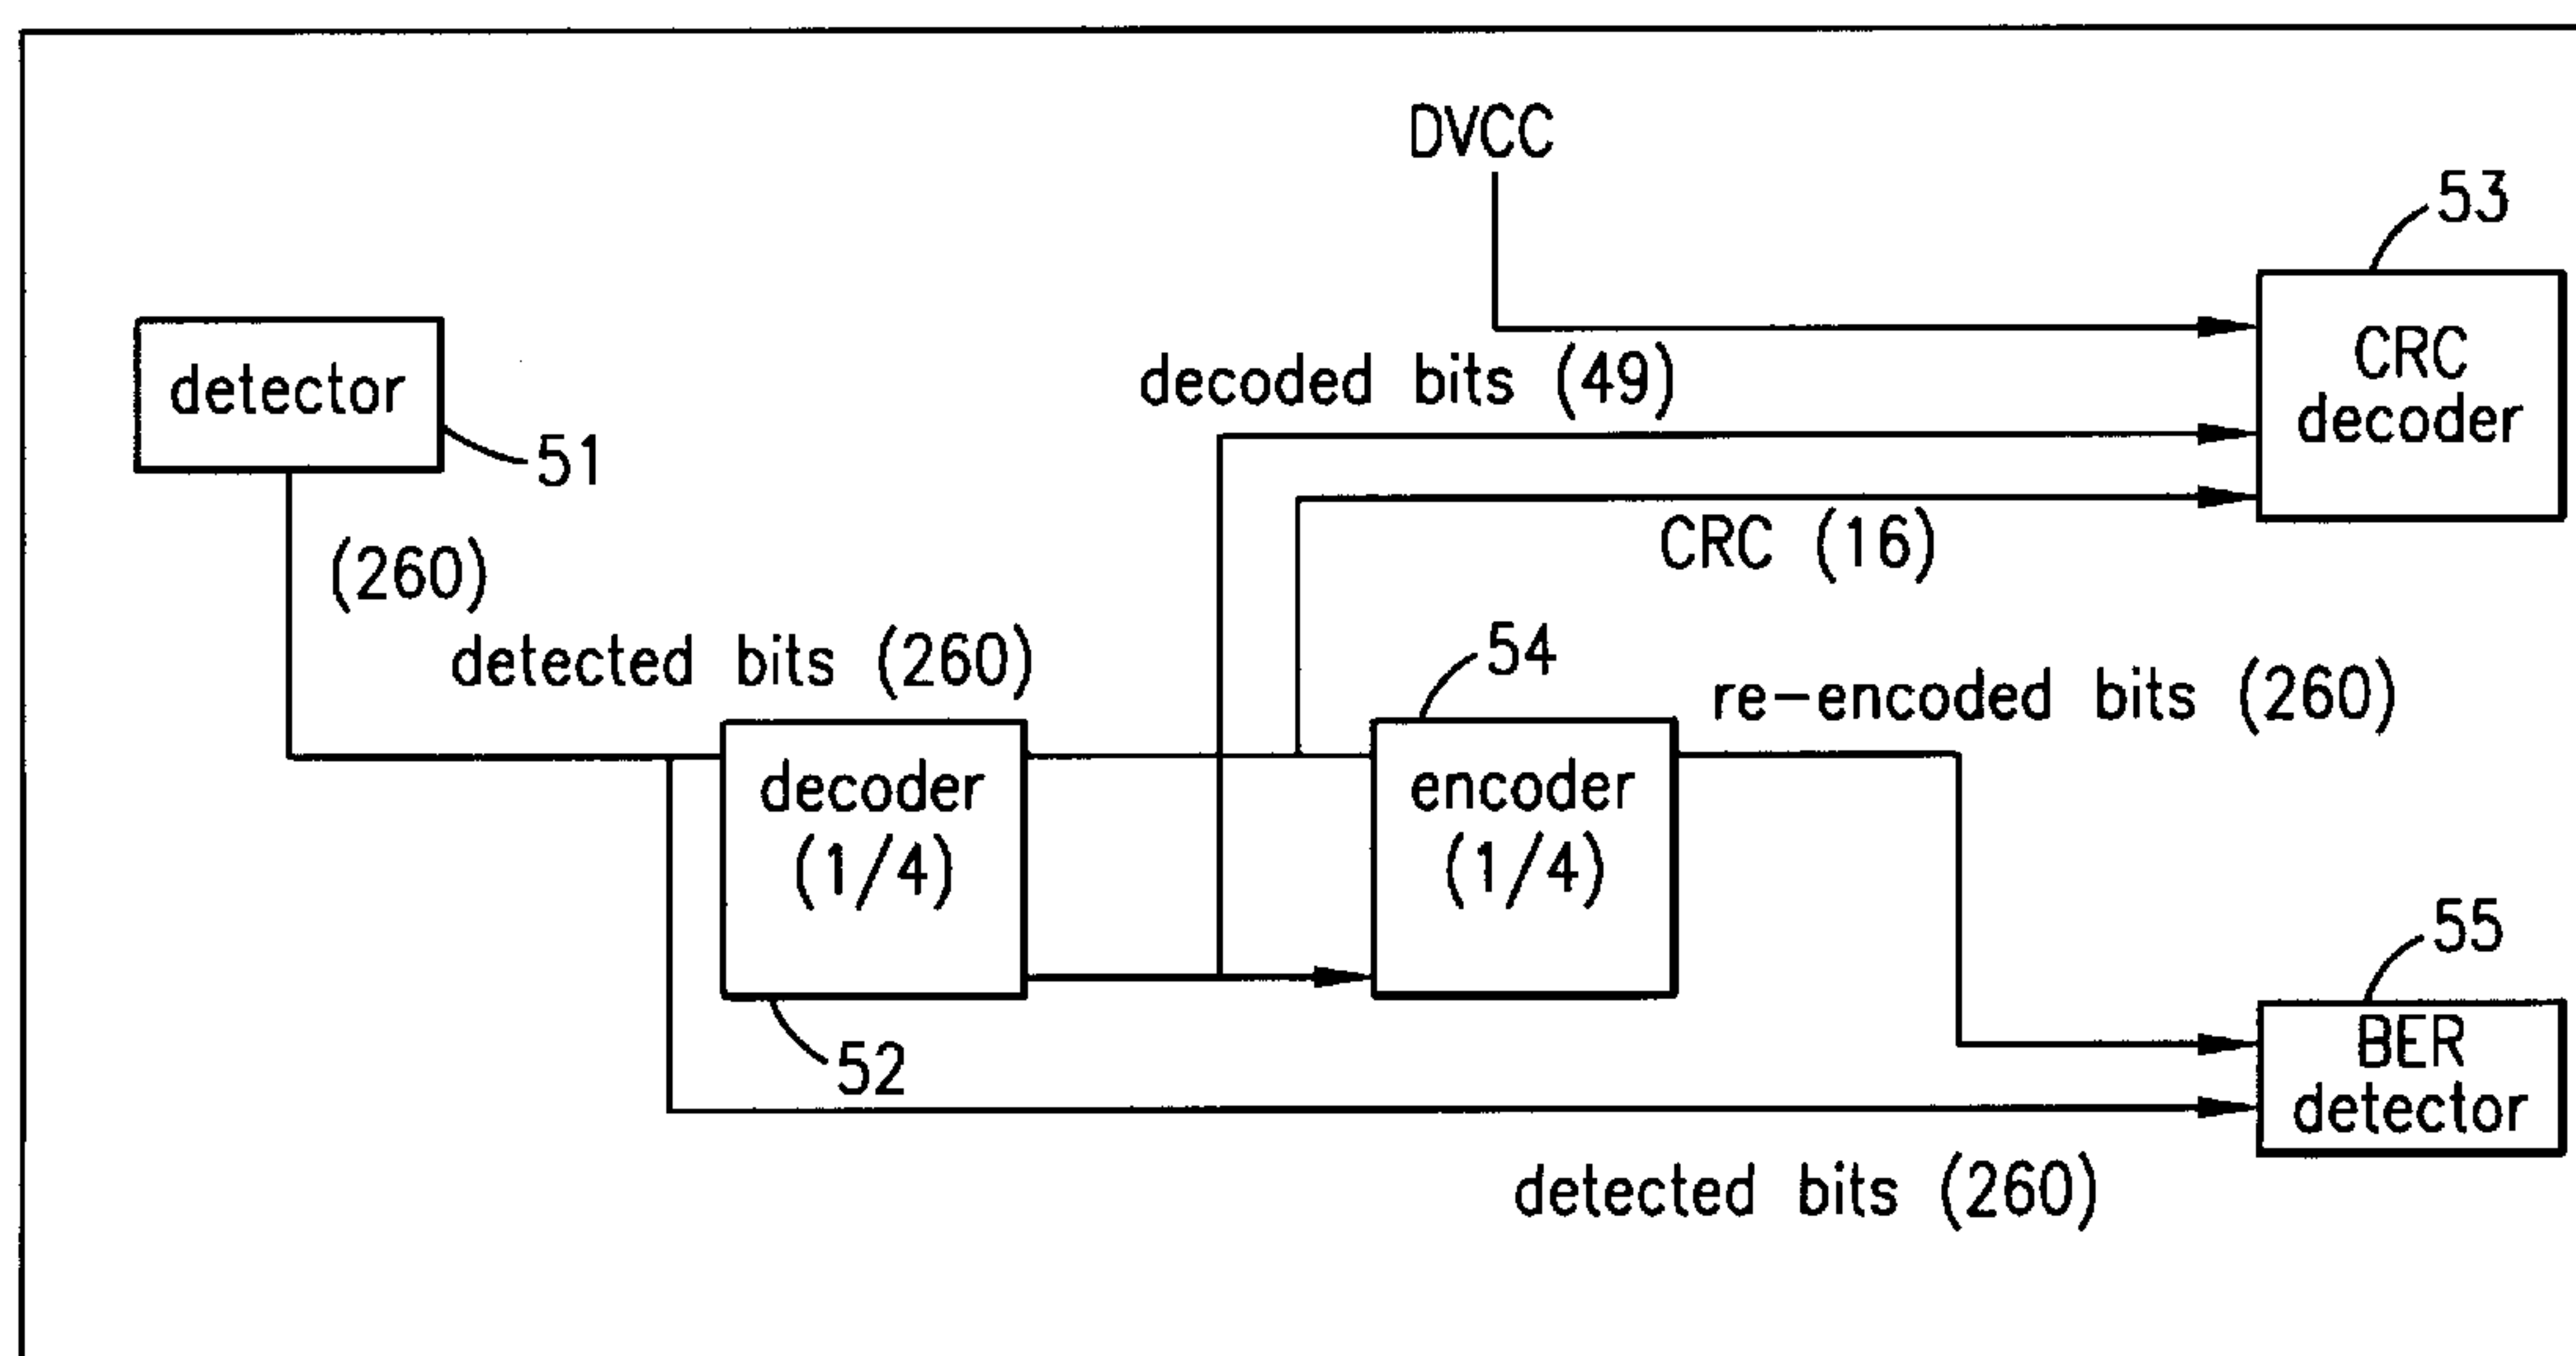 DVCC
53
CRC
decoder
decoded bits (49)
detector
51
CRC (16)
(260)
detected bits (260)
54
re-encoded bits (260)
decoder
(1/4)
encoder
(1/4)
55
BER
detector
52
detected bits (260)